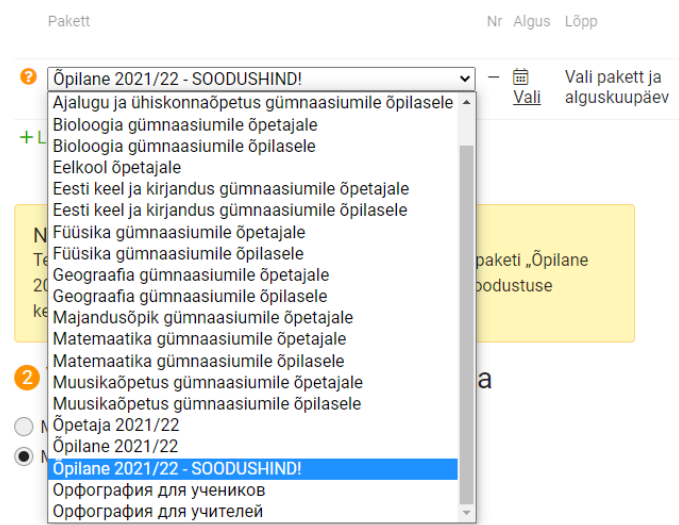 Pakett Nr Algus Lõpp
Õpilane 2021/22 - SOODUSHIND! – Vali Vali pakett ja
alguskuupäev
Ajalugu ja ühiskonnaõpetus gümnaasiumile õpilasele
Bioloogia gümnaasiumile õpetajale
Bioloogia gümnaasiumile õpilasele
Eelkool õpetajale
Eesti keel ja kirjandus gümnaasiumile õpetajale
Eesti keel ja kirjandus gümnaasiumile õpilasele
Füüsika gümnaasiumile õpetajale
Füüsika gümnaasiumile õpilasele
Geograafia gümnaasiumile õpetajale
Geograafia gümnaasiumile õpilasele
Majandusõpik gümnaasiumile õpetajale
Matemaatika gümnaasiumile õpetajale
Matemaatika gümnaasiumile õpilasele
Muusikaõpetus gümnaasiumile õpetajale
Muusikaõpetus gümnaasiumile õpilasele
Õpetaja 2021/22
Õpilane 2021/22
Õpilane 2021/22 - SOODUSHIND!
Орфография для учеников
Орфография для учителей
paketi „Õpilane
2